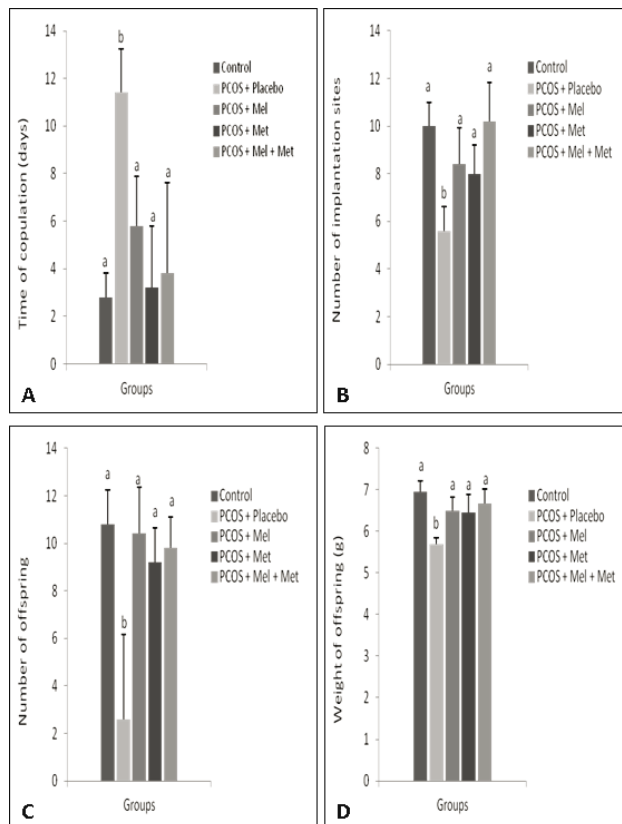 14
12
10
8
6
4
2
0
Time of copulation (days)
a
b
a
a
a
Control
PCOS + Placebo
PCOS + Mel
PCOS + Met
PCOS + Mel + Met
Groups
A
14
12
10
8
6
4
2
0
Number of implantation sites
a
b
a
a
a
Control
PCOS + Placebo
PCOS + Mel
PCOS + Met
PCOS + Mel + Met
Groups
B
14
12
10
8
6
4
2
0
Number of offspring
a
b
a
a
a
Control
PCOS + Placebo
PCOS + Mel
PCOS + Met
PCOS + Mel + Met
Groups
C
8
7
6
5
4
3
2
1
0
Weight of offspring (g)
a
b
a
a
a
Control
PCOS + Placebo
PCOS + Mel
PCOS + Met
PCOS + Mel + Met
Groups
D